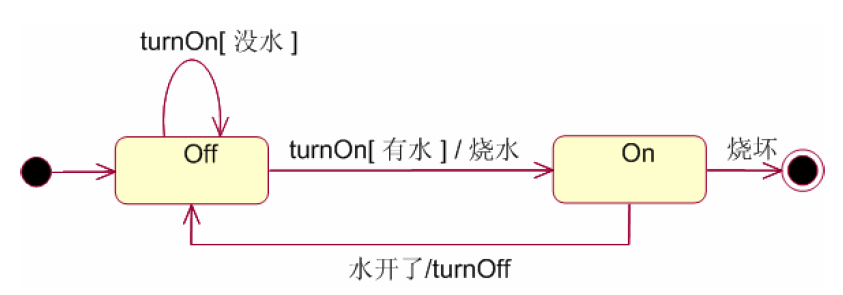 turnOn[ 没水 ]
Off
turnOn[ 有水 ] / 烧水
On
烧坏
水开了/turnOff